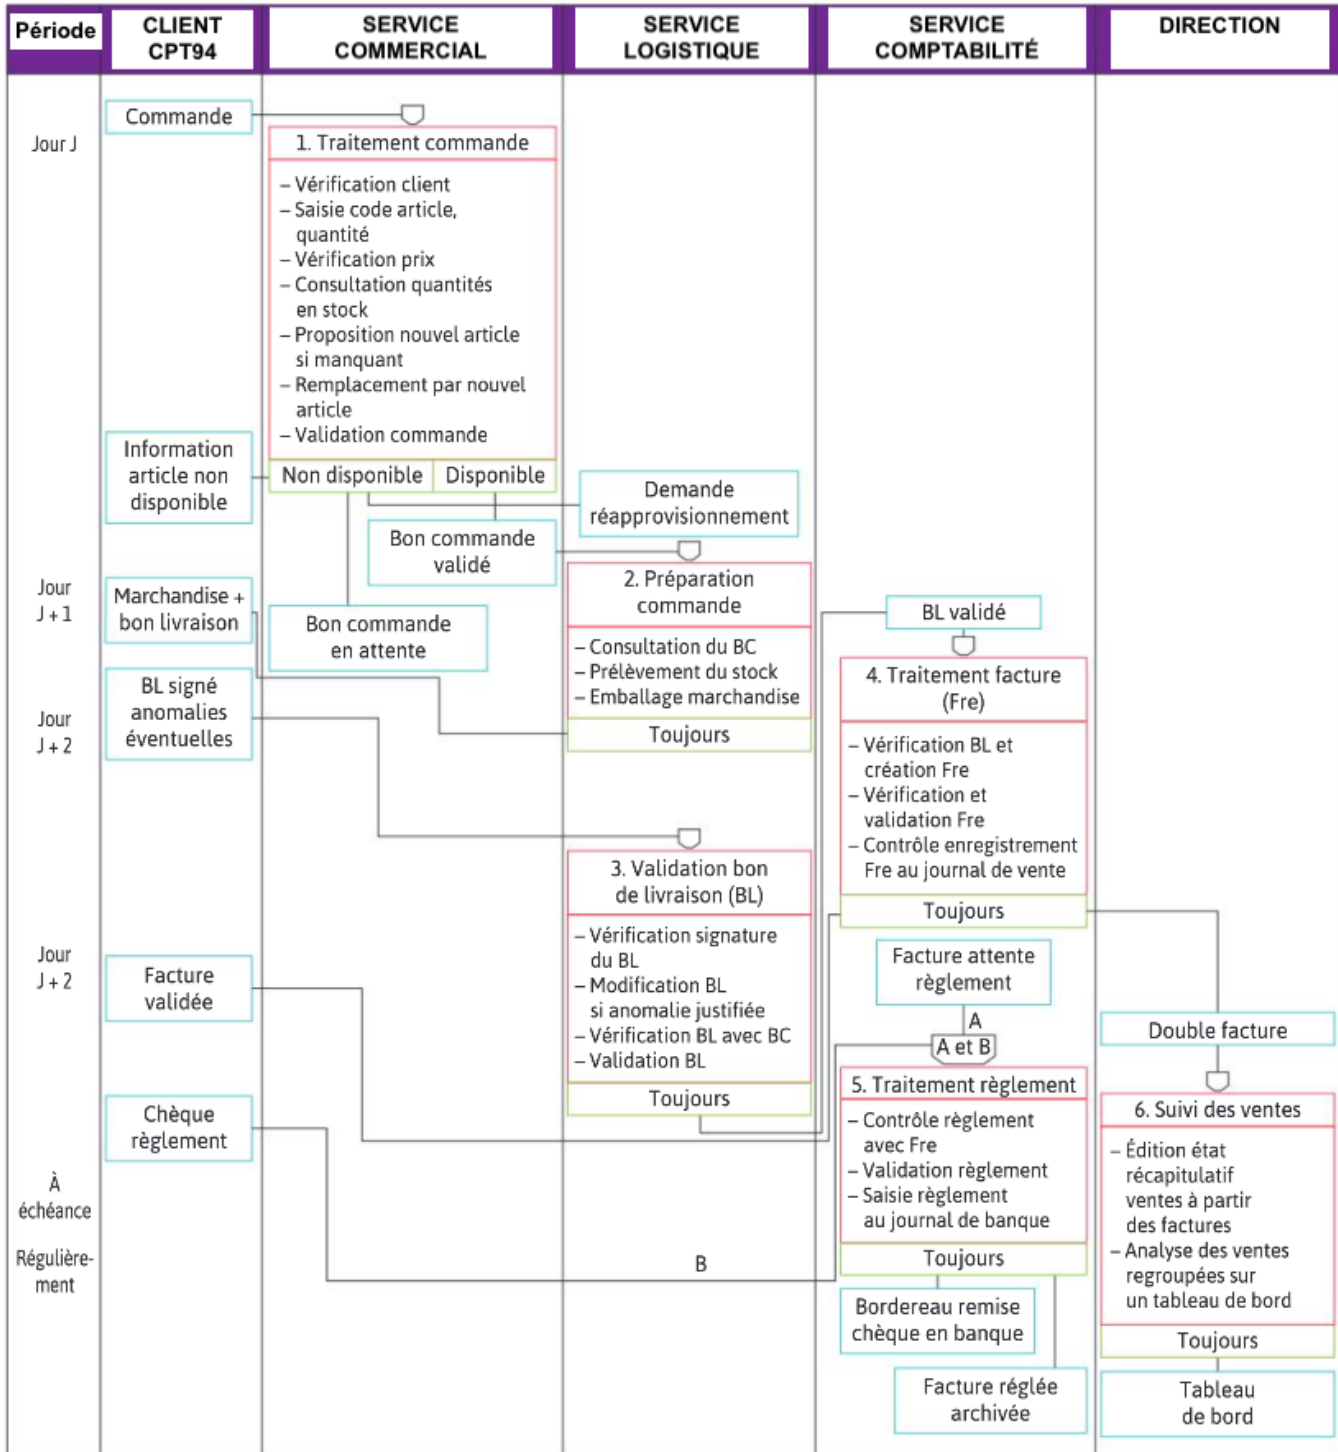 Période
CLIENT
CPT94
SERVICE
COMMERCIAL
SERVICE
LOGISTIQUE
SERVICE
COMPTABILITÉ
DIRECTION
Jour J
Commande
1. Traitement commande
– Vérification client
– Saisie code article,
quantité
– Vérification prix
– Consultation quantités
en stock
– Proposition nouvel article
si manquant
– Remplacement par nouvel
article
– Validation commande
Non disponible
Disponible
Information
article non
disponible
Demande
réapprovisionnement
Bon commande
validé
Bon commande
en attente
Jour
J + 1
Marchandise +
bon livraison
2. Préparation
commande
– Consultation du BC
– Prélèvement du stock
– Emballage marchandise
Toujours
Jour
J + 2
BL signé
anomalies
éventuelles
3. Validation bon
de livraison (BL)
– Vérification signature
du BL
– Modification BL
si anomalie justifiée
– Vérification BL avec BC
– Validation BL
Toujours
BL validé
4. Traitement facture
(Fre)
– Vérification BL et
création Fre
– Vérification et
validation Fre
– Contrôle enregistrement
Fre au journal de vente
Toujours
Jour
J + 2
Facture
validée
Facture attente
règlement
A
A et B
5. Traitement règlement
– Contrôle règlement
avec Fre
– Validation règlement
– Saisie règlement
au journal de banque
Toujours
Chèque
règlement
B
À
échéance
Régulière-
ment
Bordereau remise
chèque en banque
Facture réglée
archivée
Double facture
6. Suivi des ventes
– Édition état
récapitulatif
ventes à partir
des factures
– Analyse des ventes
regroupées sur
un tableau de bord
Toujours
Tableau
de bord